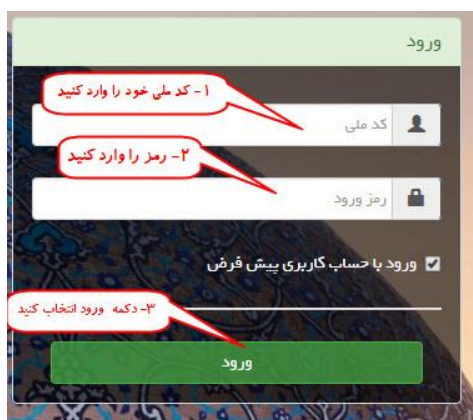 ورود
۱- کد ملی خود را وارد کنید
کد ملی
۲- رمز را وارد کنید
رمز ورود
ورود با حساب کاربری پیش فرض
۳- دکمه ورود انتخاب کنید
ورود